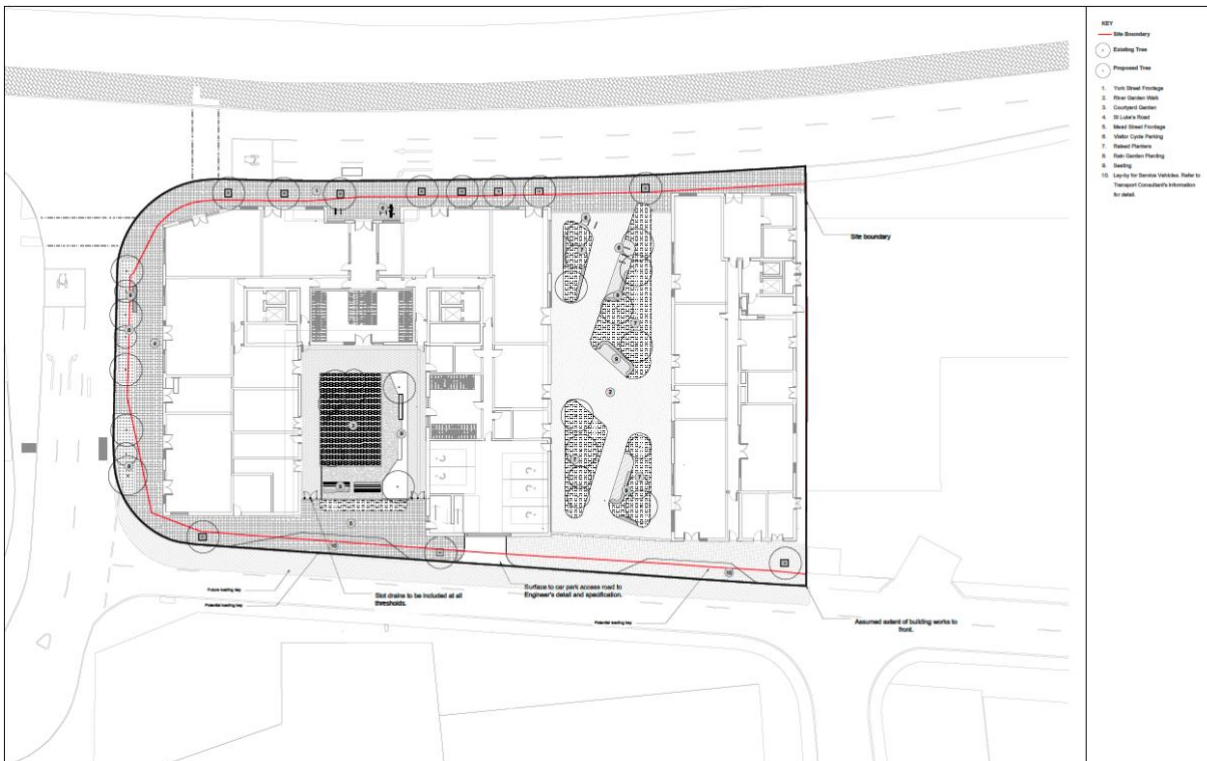 KEY
Site Boundary
Existing Tree
Proposed Tree
1. York Street Frontage
2. River Garden Walk
3. Courtyard Garden
4. St Luke's Road
5. Mead Street Frontage
6. Visitor Cycle Parking
7. Raised Planters
8. Rain Garden Planting
9. Seating
10. Lay-by for Service Vehicles. Refer to
Transport Consultant's information
for detail.
Site boundary
Future loading bay
Potential loading bay
Slot drains to be included at all
thresholds.
Surface to car park access road to
Engineer's detail and specification.
Potential loading bay
Assumed extent of building works to
front.